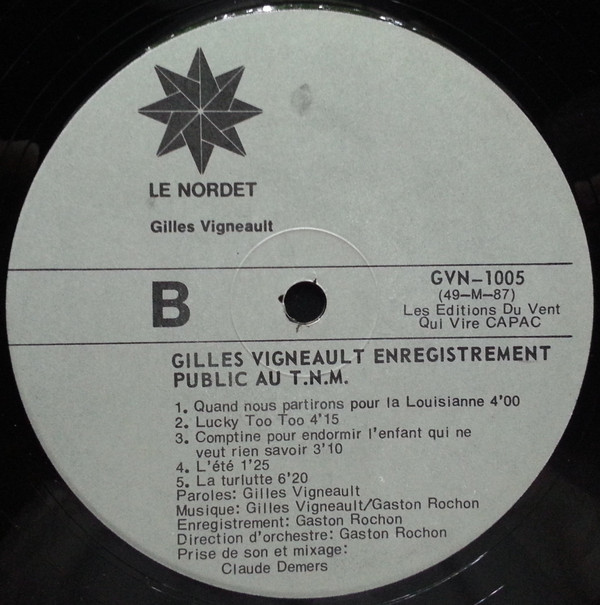 LE NORDET
Gilles Vigneault
B
GVN–1005
(49–M–87)
Les Editions Du Vent
Qui Vire CAPAC
GILLES VIGNEAULT ENREGISTREMENT
PUBLIC AU T.N.M.
1. Quand nous partirons pour la Louisianne 4'00
2. Lucky Too Too 4'15
3. Comptine pour endormir l'enfant qui ne
veut rien savoir 3'10
4. L'été 1'25
5. La turlutte 6'20
Paroles: Gilles Vigneault
Musique: Gilles Vigneault/Gaston Rochon
Enregistrement: Gaston Rochon
Direction d'orchestre: Gaston Rochon
Prise de son et mixage:
Claude Demers